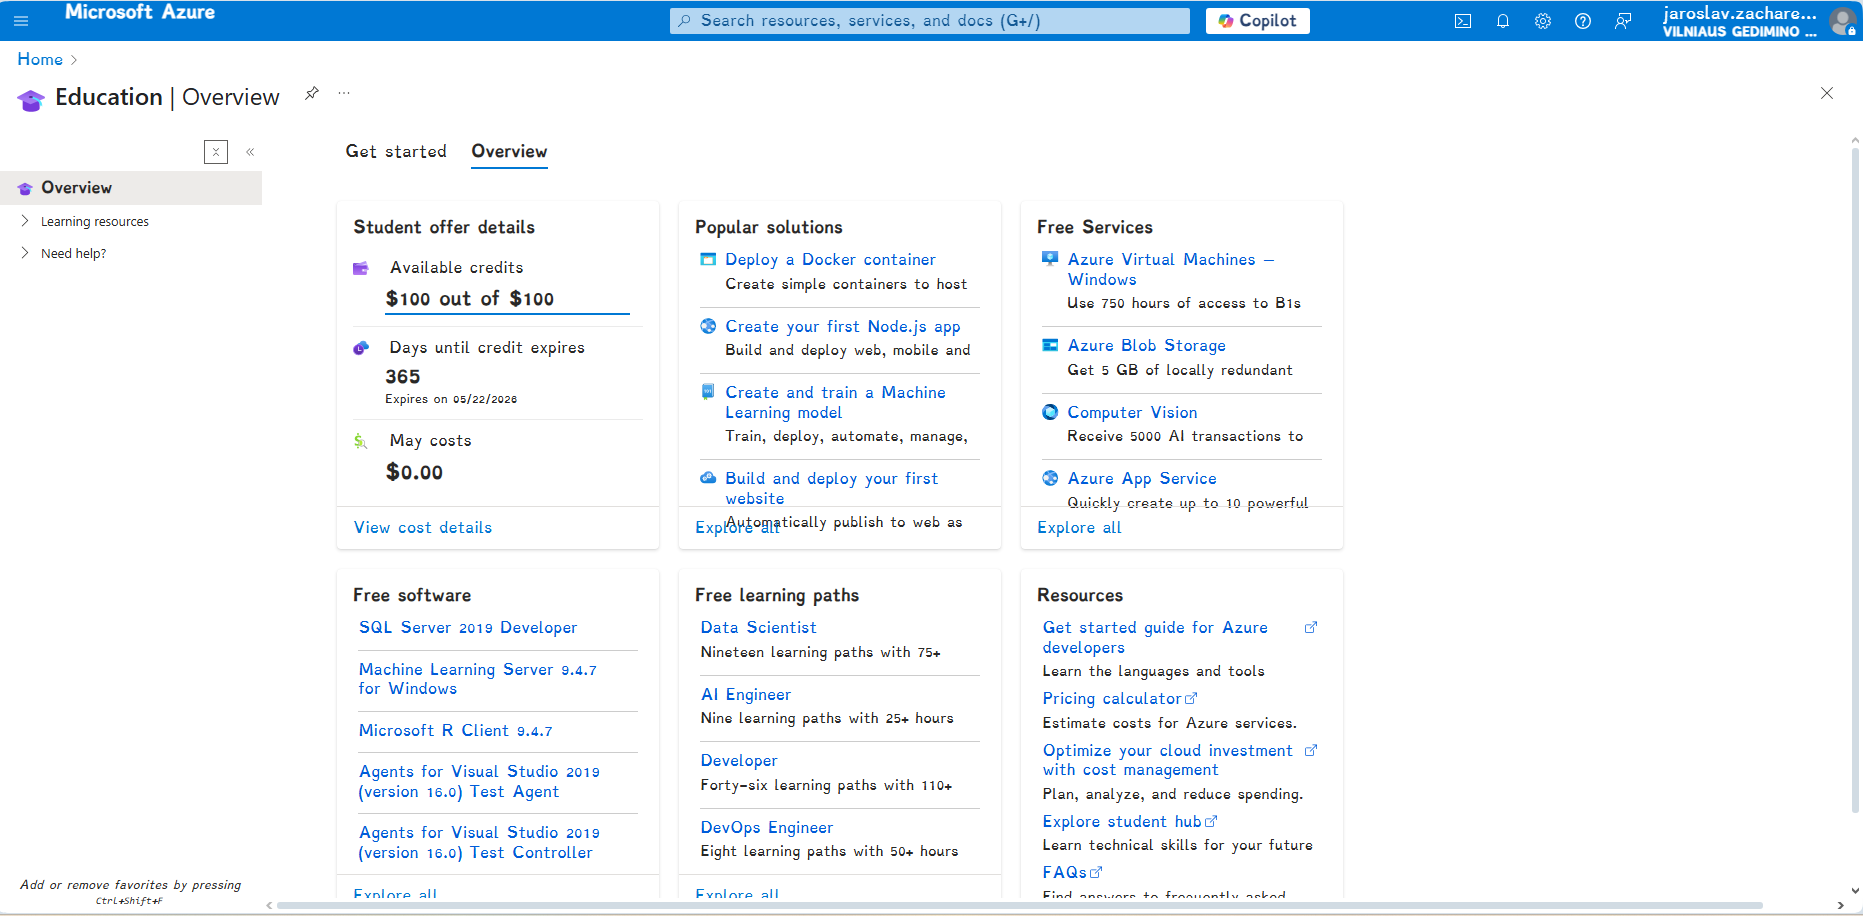 Microsoft Azure
Search resources, services, and docs (G+/)
Copilot
jaroslav.zachare...
VILNIAUS GEDIMINO ...
Home
Education | Overview
...
Get started
Overview
Overview
Learning resources
Need help?
Student offer details
Available credits
$100 out of $100
Days until credit expires
365
Expires on 05/22/2026
May costs
$0.00
View cost details
Popular solutions
Deploy a Docker container
Create simple containers to host
Create your first Node.js app
Build and deploy web, mobile and
Create and train a Machine
Learning model
Train, deploy, automate, manage,
Build and deploy your first
website
Automatically publish to web as
Explore all
Free Services
Azure Virtual Machines –
Windows
Use 750 hours of access to B1s
Azure Blob Storage
Get 5 GB of locally redundant
Computer Vision
Receive 5000 AI transactions to
Azure App Service
Quickly create up to 10 powerful
Explore all
Free software
SQL Server 2019 Developer
Machine Learning Server 9.4.7
for Windows
Microsoft R Client 9.4.7
Agents for Visual Studio 2019
(version 16.0) Test Agent
Agents for Visual Studio 2019
(version 16.0) Test Controller
Explore all
Free learning paths
Data Scientist
Nineteen learning paths with 75+
AI Engineer
Nine learning paths with 25+ hours
Developer
Forty-six learning paths with 110+
DevOps Engineer
Eight learning paths with 50+ hours
Explore all
Resources
Get started guide for Azure
developers
Learn the languages and tools
Pricing calculator
Estimate costs for Azure services.
Optimize your cloud investment
with cost management
Plan, analyze, and reduce spending.
Explore student hub
Learn technical skills for your future
FAQs
Find answers to frequently asked
Add or remove favorites by pressing
Ctrl+Shift+F